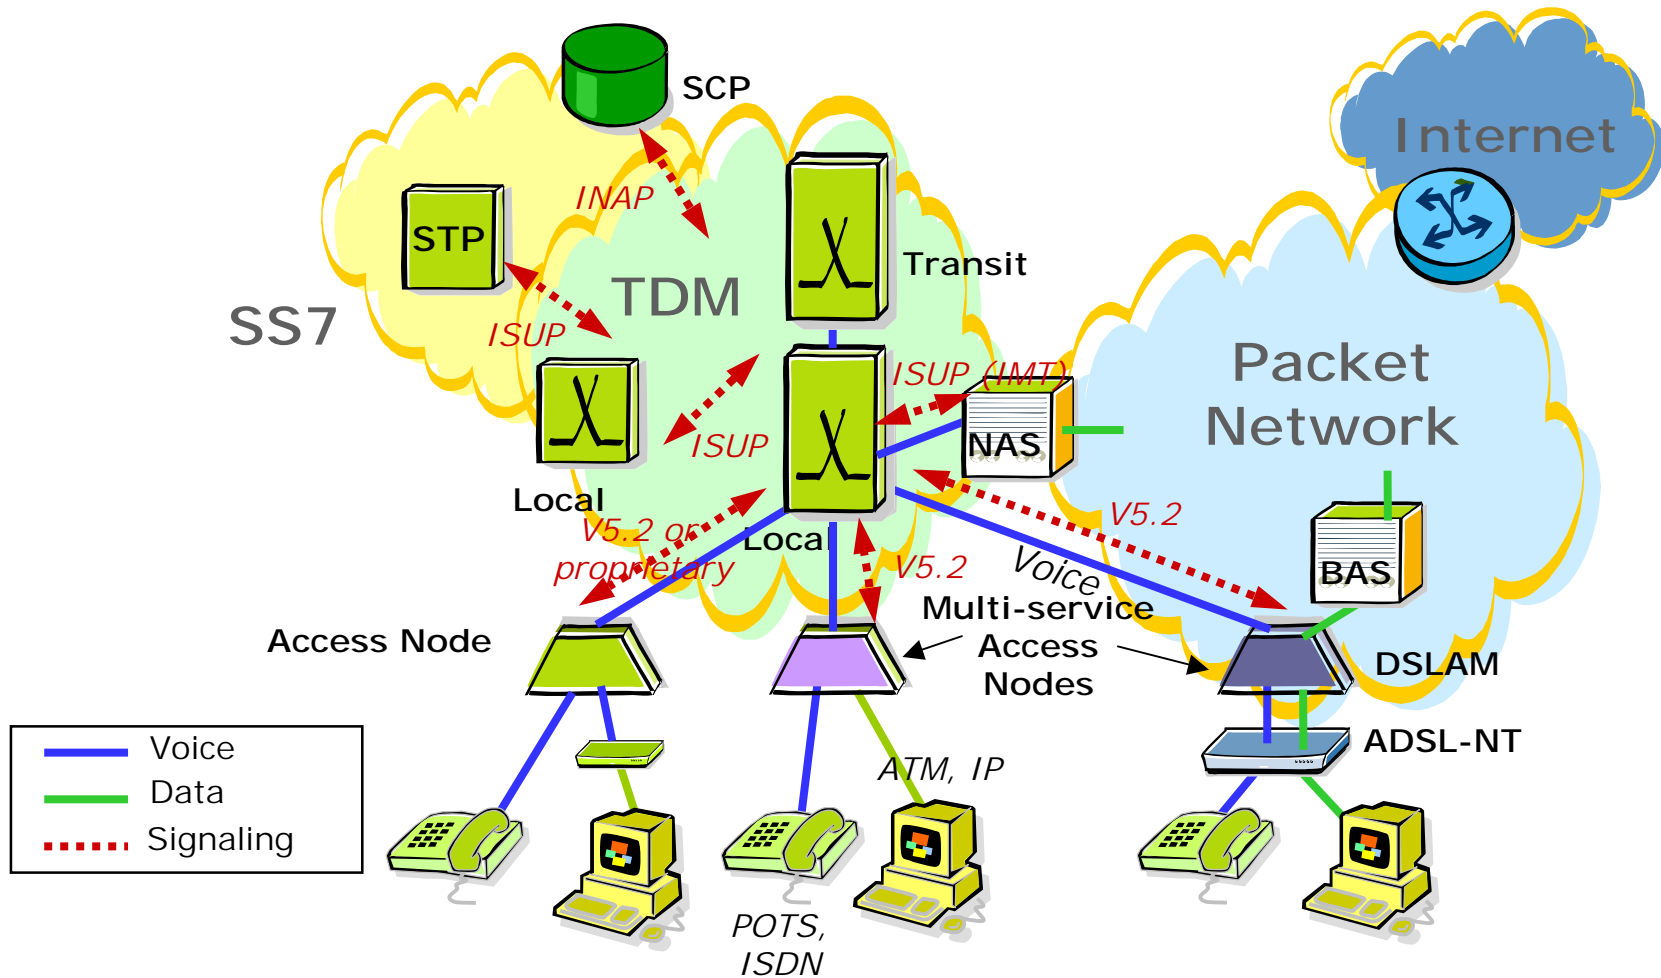 SCP
Internet
INAP
STP
Transit
TDM
SS7
ISUP
Packet
Network
ISUP (IMT)
ISUP
NAS
Local
V5.2 or
proprietary
Local
V5.2
V5.2
Voice
BAS
Multi-service
Access
Nodes
Access Node
DSLAM
ADSL-NT
Voice
Data
Signaling
ATM, IP
POTS,
ISDN